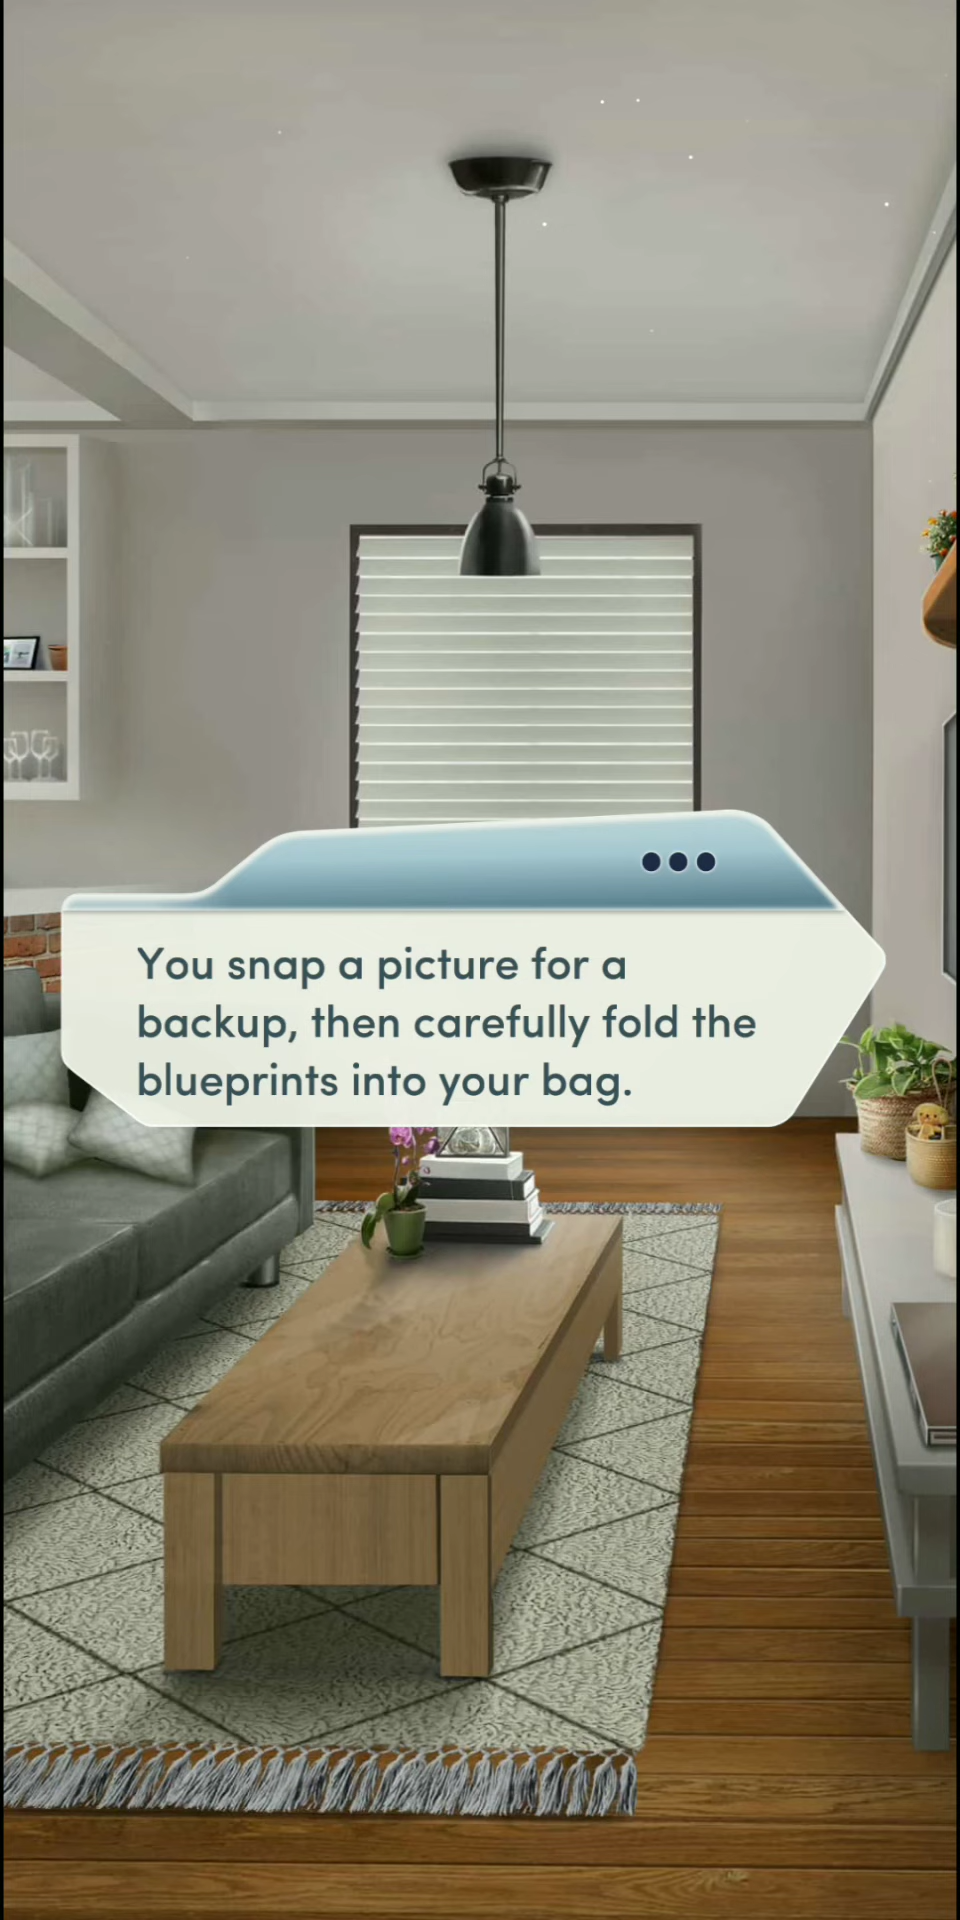 You snap a picture for a
backup, then carefully fold the
blueprints into your bag.